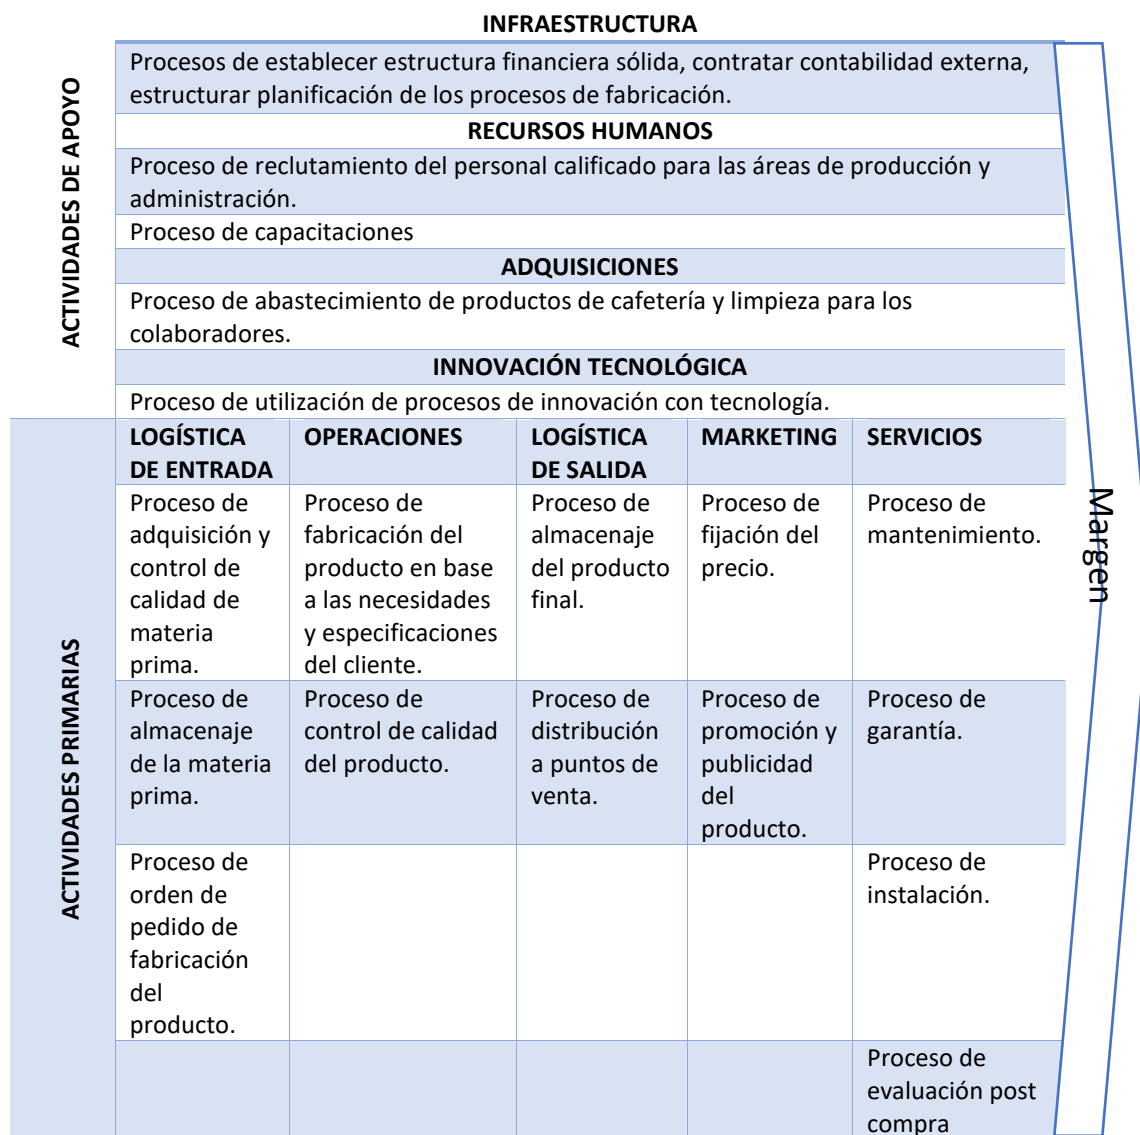 INFRAESTRUCTURA
ACTIVIDADES DE APOYO
Procesos de establecer estructura financiera sólida, contratar contabilidad externa,
estructurar planificación de los procesos de fabricación.
RECURSOS HUMANOS
Proceso de reclutamiento del personal calificado para las áreas de producción y
administración.
Proceso de capacitaciones
ADQUISICIONES
Proceso de abastecimiento de productos de cafetería y limpieza para los
colaboradores.
INNOVACIÓN TECNOLÓGICA
Proceso de utilización de procesos de innovación con tecnología.
ACTIVIDADES PRIMARIAS
LOGÍSTICA
DE ENTRADA
OPERACIONES
LOGÍSTICA
DE SALIDA
MARKETING
SERVICIOS
Proceso de
adquisición y
control de
calidad de
materia
prima.
Proceso de
fabricación del
producto en base
a las necesidades
y especificaciones
del cliente.
Proceso de
almacenaje
del producto
final.
Proceso de
fijación del
precio.
Proceso de
mantenimiento.
Proceso de
almacenaje
de la materia
prima.
Proceso de
control de calidad
del producto.
Proceso de
distribución
a puntos de
venta.
Proceso de
promoción y
publicidad
del
producto.
Proceso de
garantía.
Proceso de
orden de
pedido de
fabricación
del
producto.
Proceso de
instalación.
Proceso de
evaluación post
compra
Margen